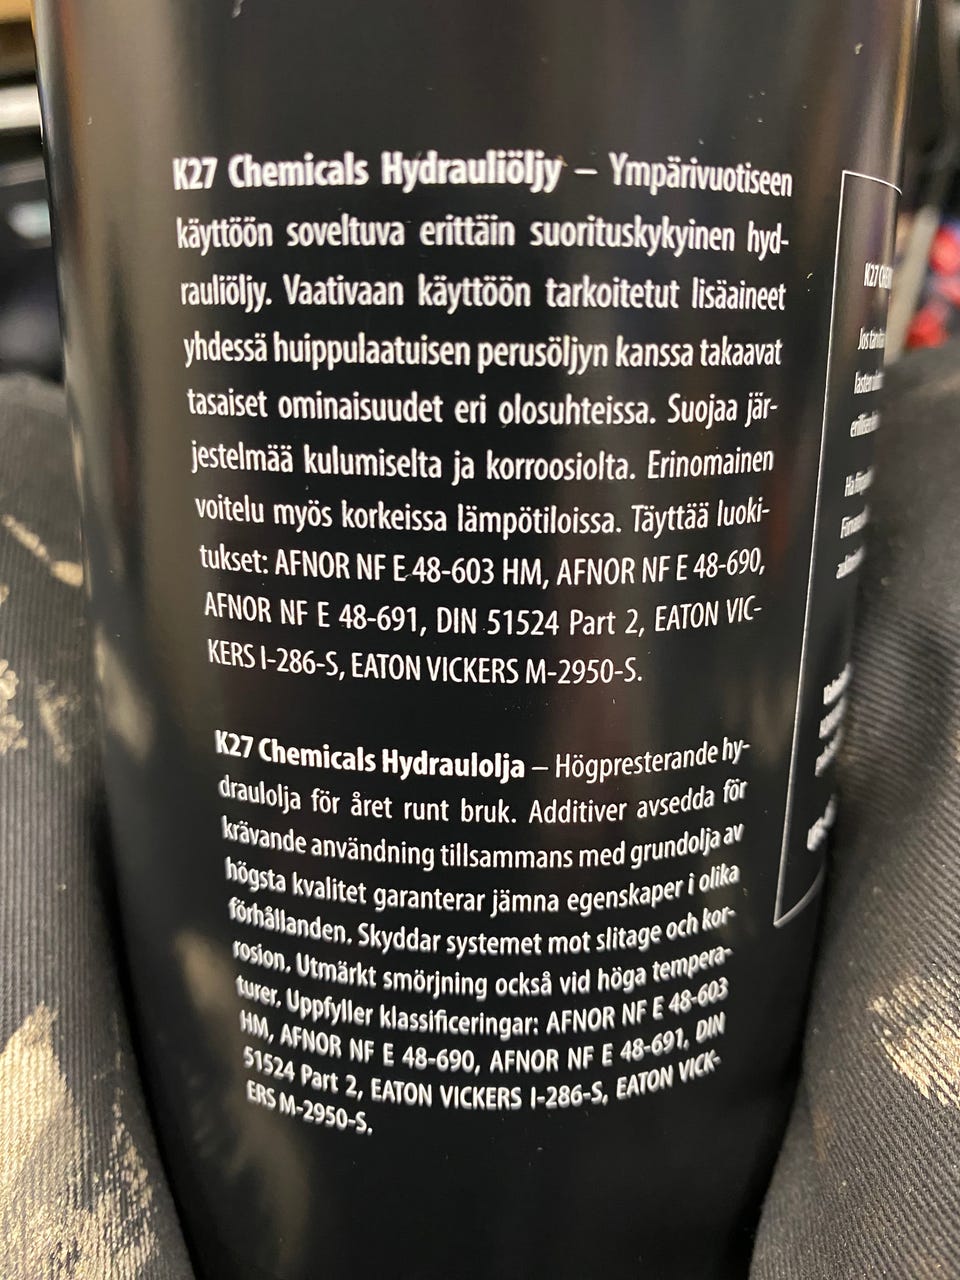 K27 Chemicals Hydrauliöljy – Ympärivuotiseen
käyttöön soveltuva erittäin suorituskykyinen hyd-
rauliöljy. Vaativaan käyttöön tarkoitetut lisäaineet
yhdessä huippulaatuisen perusöljyn kanssa takaavat
tasaiset ominaisuudet eri olosuhteissa. Suojaa jär-
jestelmää kulumiselta ja korroosiolta. Erinomainen
voitelu myös korkeissa lämpötiloissa. Täyttää luoki-
tukset: AFNOR NF E 48-603 HM, AFNOR NF E 48-690,
AFNOR NF E 48-691, DIN 51524 Part 2, EATON VIC-
KERS I-286-S, EATON VICKERS M-2950-S.
K27 Chemicals Hydraulolja – Högpresterande hy-
draulolja för året runt bruk. Additiver avsedda för
krävande användning tillsammans med grundolja av
högsta kvalitet garanterar jämna egenskaper i olika
förhållanden. Skyddar systemet mot slitage och kor-
rosion. Utmärkt smörjning också vid höga tempera-
turer. Uppfyller klassificeringar: AFNOR NF E 48-603
HM, AFNOR NF E 48-690, AFNOR NF E 48-691, DIN
51524 Part 2, EATON VICKERS I-286-S, EATON VICK-
ERS M-2950-S.
K27
Jos